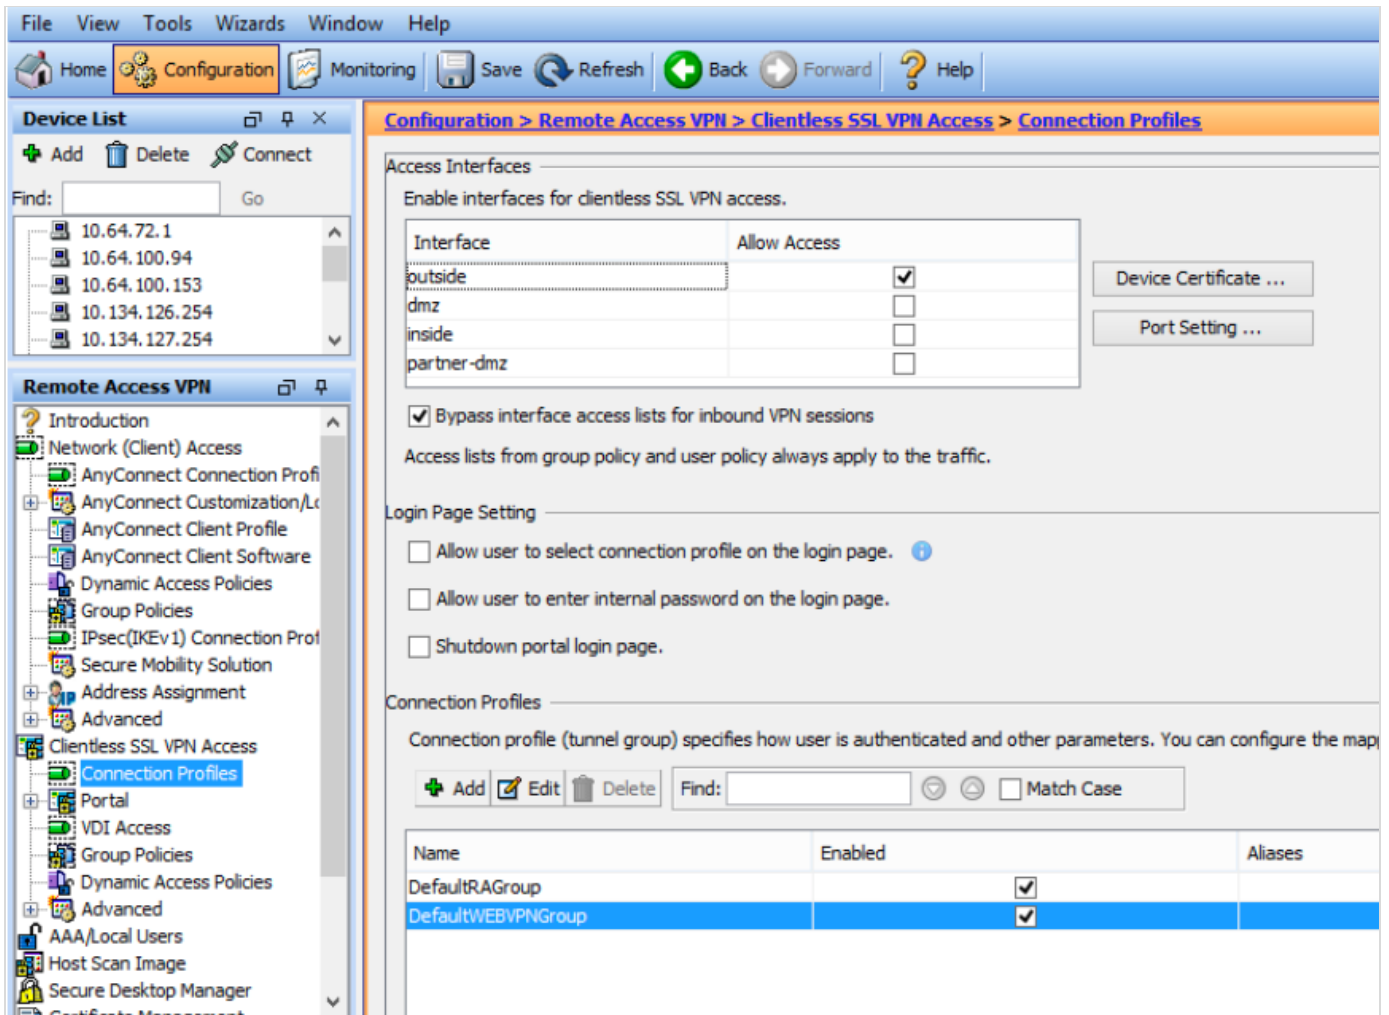 File View Tools Wizards Window Help
Home Configuration Monitoring Save Refresh Back Forward Help
Device List
Add Delete Connect
Find: Go
10.64.72.1
10.64.100.94
10.64.100.153
10.134.126.254
10.134.127.254
Remote Access VPN
Introduction
Network (Client) Access
AnyConnect Connection Profi
AnyConnect Customization/Lo
AnyConnect Client Profile
AnyConnect Client Software
Dynamic Access Policies
Group Policies
IPsec(IKEv1) Connection Prof
Secure Mobility Solution
Address Assignment
Advanced
Clientless SSL VPN Access
Connection Profiles
Portal
VDI Access
Group Policies
Dynamic Access Policies
Advanced
AAA/Local Users
Host Scan Image
Secure Desktop Manager
Configuration > Remote Access VPN > Clientless SSL VPN Access > Connection Profiles
Access Interfaces
Enable interfaces for clientless SSL VPN access.
Interface Allow Access
outside
dmz
inside
partner-dmz
Device Certificate ...
Port Setting ...
Bypass interface access lists for inbound VPN sessions
Access lists from group policy and user policy always apply to the traffic.
Login Page Setting
Allow user to select connection profile on the login page.
Allow user to enter internal password on the login page.
Shutdown portal login page.
Connection Profiles
Connection profile (tunnel group) specifies how user is authenticated and other parameters. You can configure the mapp
Add Edit Delete Find: Match Case
Name Enabled Aliases
DefaultRAGroup
DefaultWEBVPNGroup